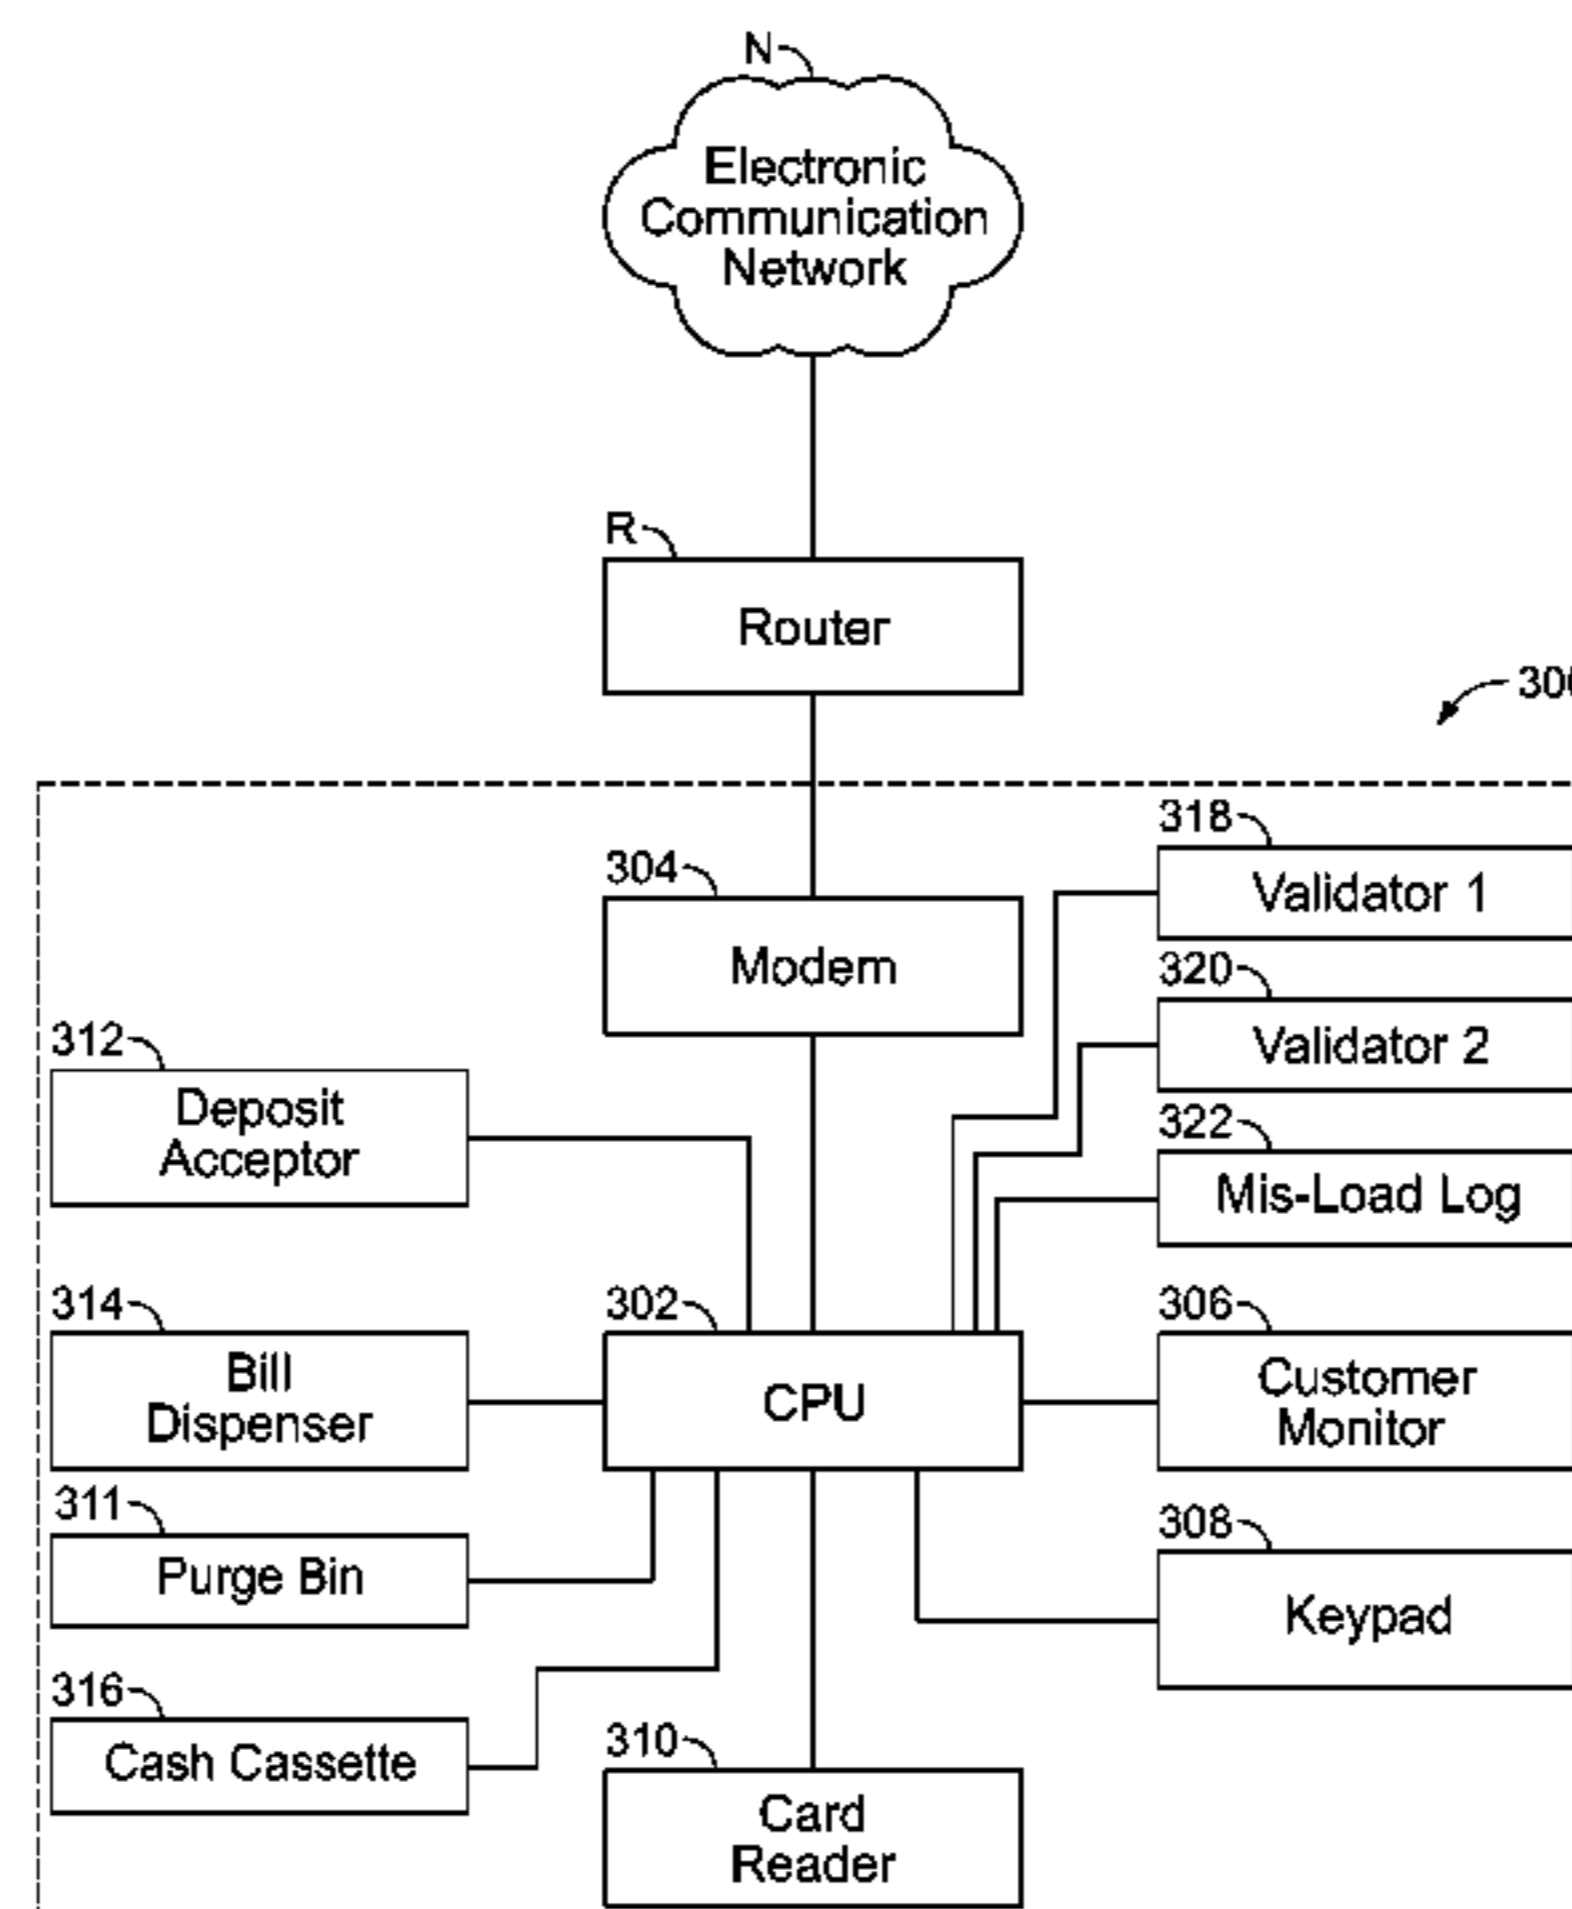 N
Electronic
Communication
Network
R
Router
300
304
Modem
318
Validator 1
320
Validator 2
322
Mis-Load Log
312
Deposit
Acceptor
314
Bill
Dispenser
302
CPU
306
Customer
Monitor
311
Purge Bin
308
Keypad
316
Cash Cassette
310
Card
Reader